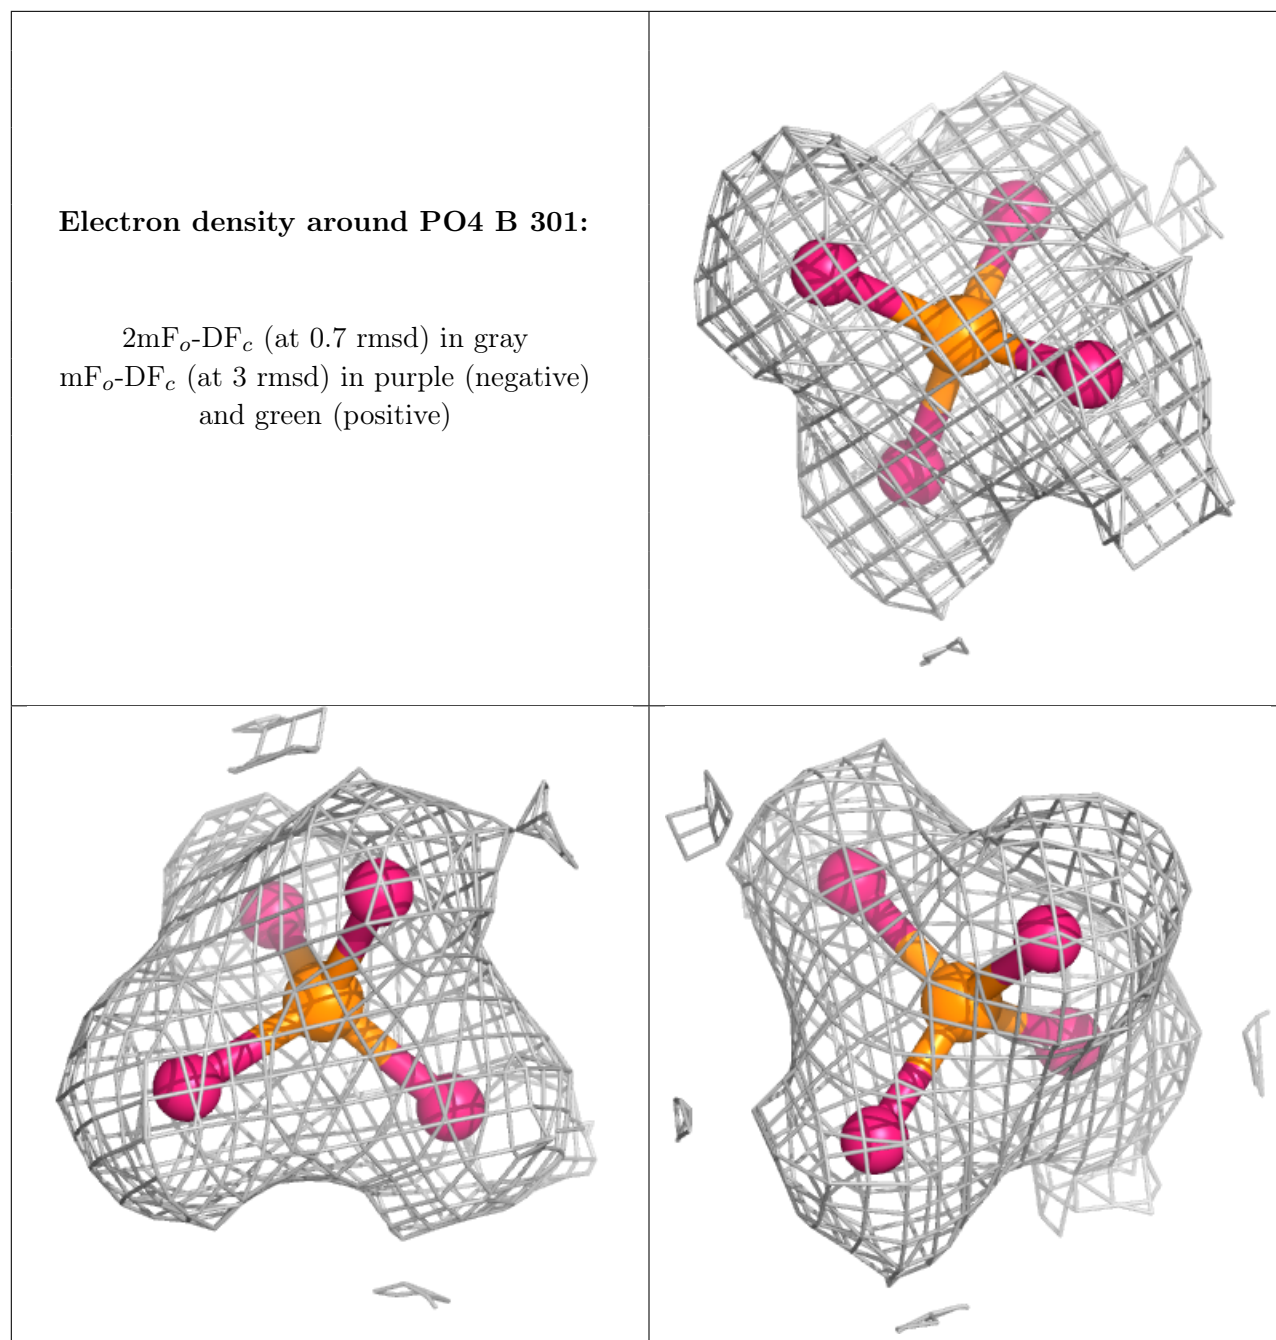 Electron density around PO4 B 301:
2mFₒ-DF𝑐 (at 0.7 rmsd) in gray
mFₒ-DF𝑐 (at 3 rmsd) in purple (negative)
and green (positive)